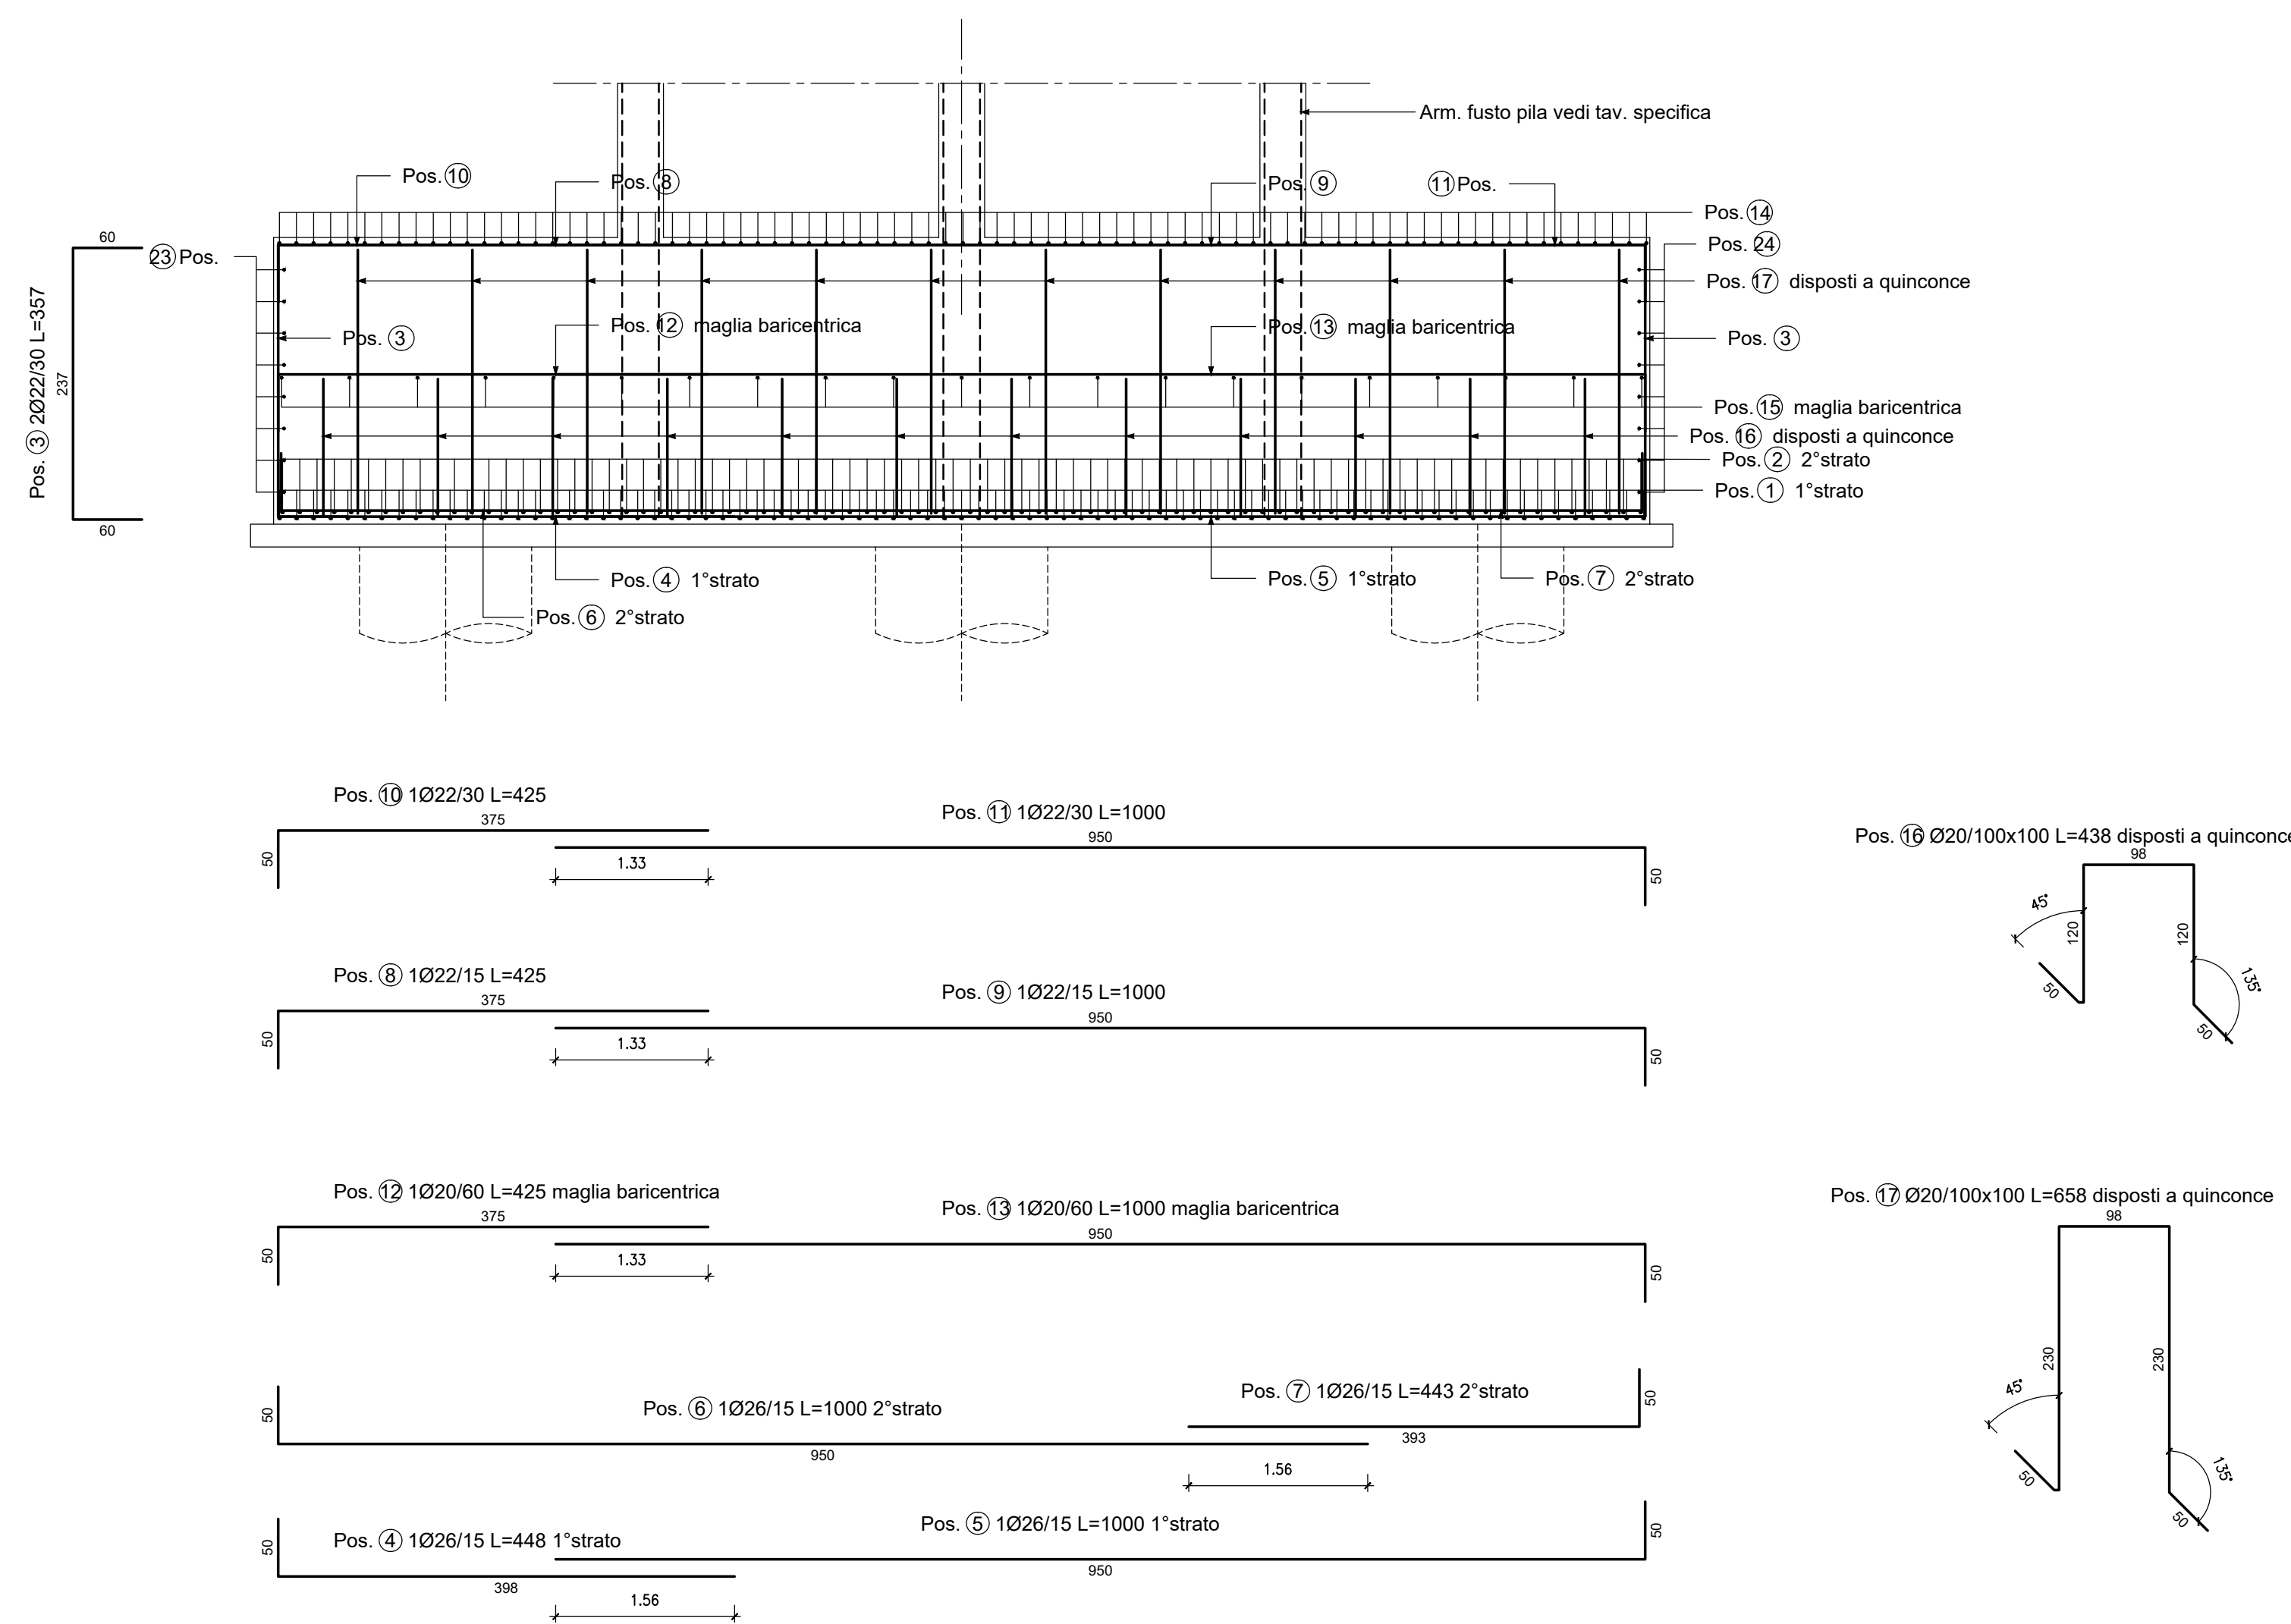 Arm. fusto pila vedi tav. specifica
Pos. 10
Pos. 8
Pos. 9
11 Pos.
Pos. 14
60
23 Pos.
Pos. 24
Pos. 17 disposti a quinconce
Pos. 3 2Ø22/30 L=357
237
Pos. 12 maglia baricentrica
Pos. 13 maglia baricentrica
Pos. 3
Pos. 3
Pos. 15 maglia baricentrica
Pos. 16 disposti a quinconce
Pos. 2 2°strato
Pos. 1 1°strato
60
Pos. 4 1°strato
Pos. 5 1°strato
Pos. 7 2°strato
Pos. 6 2°strato
Pos. 10 1Ø22/30 L=425
375
50
1.33
Pos. 11 1Ø22/30 L=1000
950
50
Pos. 16 Ø20/100x100 L=438 disposti a quinconce
98
45°
120
120
50
135°
50
Pos. 8 1Ø22/15 L=425
375
50
1.33
Pos. 9 1Ø22/15 L=1000
950
50
Pos. 12 1Ø20/60 L=425 maglia baricentrica
375
50
1.33
Pos. 13 1Ø20/60 L=1000 maglia baricentrica
950
50
Pos. 17 Ø20/100x100 L=658 disposti a quinconce
98
230
230
45°
50
135°
50
Pos. 6 1Ø26/15 L=1000 2°strato
50
950
Pos. 7 1Ø26/15 L=443 2°strato
50
393
1.56
Pos. 4 1Ø26/15 L=448 1°strato
50
398
1.56
Pos. 5 1Ø26/15 L=1000 1°strato
50
950